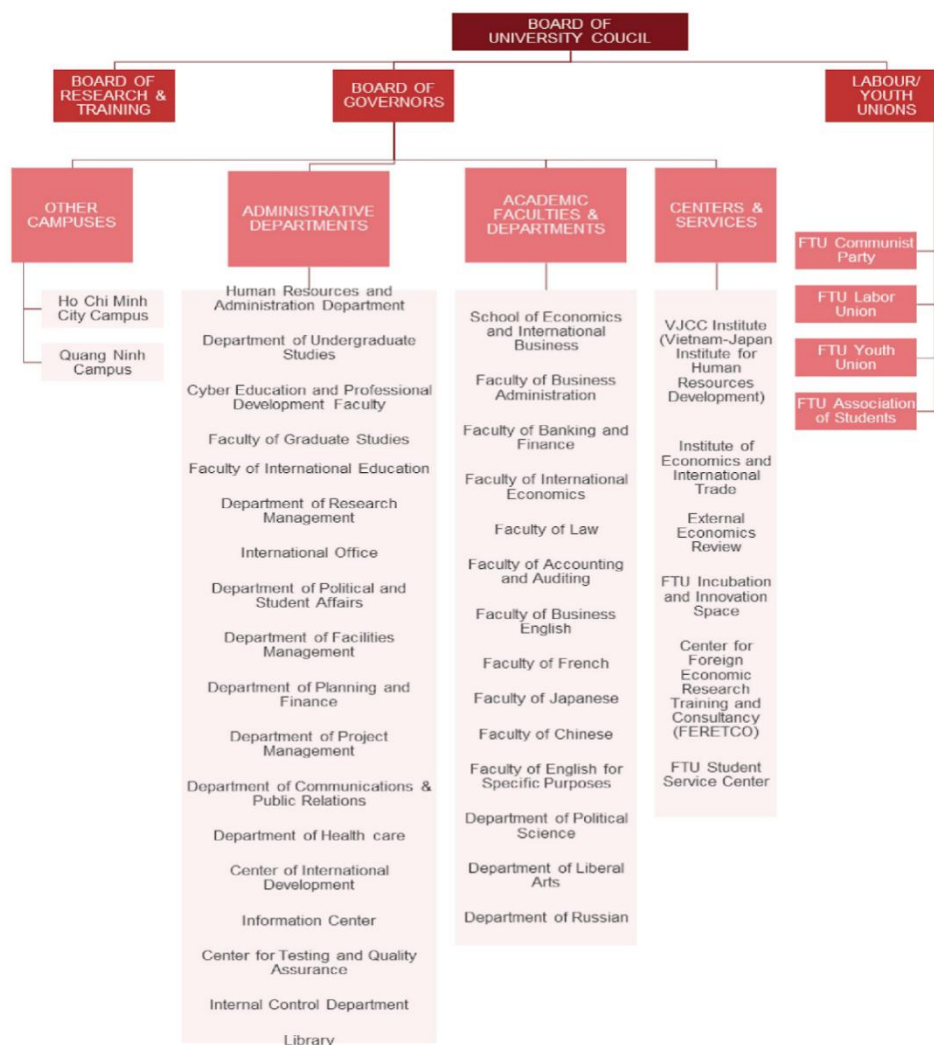 BOARD OF
UNIVERSITY COUCIL
BOARD OF
RESEARCH &
TRAINING
BOARD OF
GOVERNORS
LABOUR/
YOUTH
UNIONS
OTHER
CAMPUSES
Ho Chi Minh
City Campus
Quang Ninh
Campus
ADMINISTRATIVE
DEPARTMENTS
Human Resources and
Administration Department
Department of Undergraduate
Studies
Cyber Education and Professional
Development Faculty
Faculty of Graduate Studies
Faculty of International Education
Department of Research
Management
International Office
Department of Political and
Student Affairs
Department of Facilities
Management
Department of Planning and
Finance
Department of Project
Management
Department of Communications &
Public Relations
Department of Health care
Center of International
Development
Information Center
Center for Testing and Quality
Assurance
Internal Control Department
Library
ACADEMIC
FACULTIES &
DEPARTMENTS
School of Economics
and International
Business
Faculty of Business
Administration
Faculty of Banking and
Finance
Faculty of International
Economics
Faculty of Law
Faculty of Accounting
and Auditing
Faculty of Business
English
Faculty of French
Faculty of Japanese
Faculty of Chinese
Faculty of English for
Specific Purposes
Department of Political
Science
Department of Liberal
Arts
Department of Russian
CENTERS &
SERVICES
VJCC Institute
(Vietnam-Japan
Institute for
Human
Resources
Development)
Institute of
Economics and
International
Trade
External
Economics
Review
FTU Incubation
and Innovation
Space
Center for
Foreign
Economic
Research
Training and
Consultancy
(FERETCO)
FTU Student
Service Center
FTU Communist
Party
FTU Labor
Union
FTU Youth
Union
FTU Association
of Students